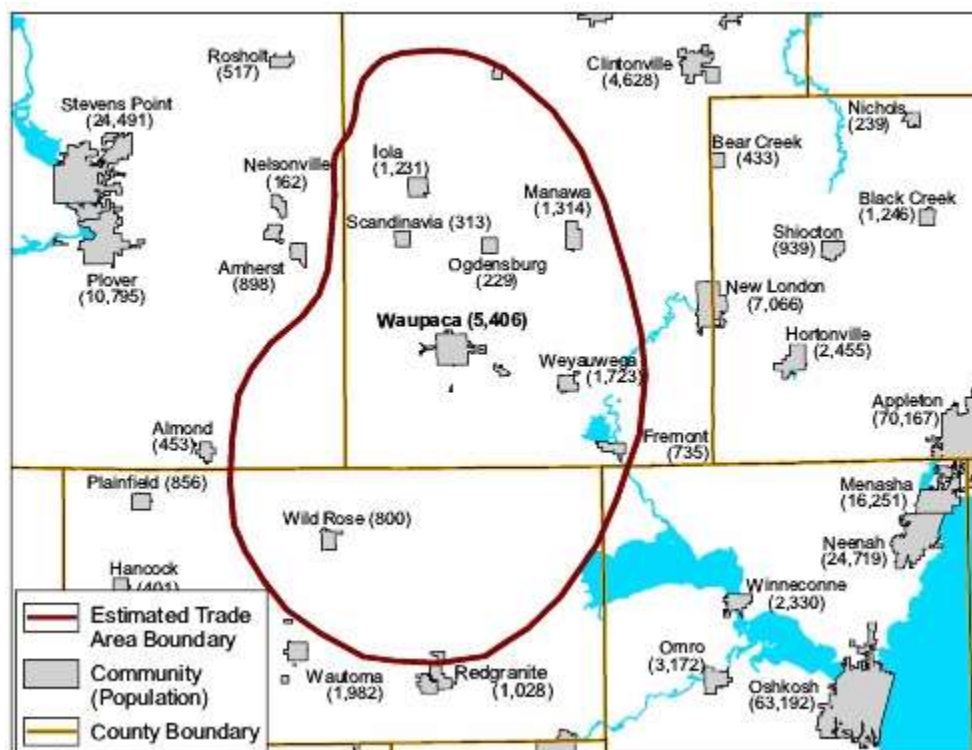 Rosholt
(517)
Clintonville
(4,628)
Stevens Point
(24,491)
Nichols
(239)
Bear Creek
(433)
Iola
(1,231)
Nelsonville
(162)
Manawa
(1,314)
Black Creek
(1,246)
Scandinavia (313)
Shiocton
(939)
Ogdensburg
(229)
Amherst
(898)
Plover
(10,795)
New London
(7,066)
Waupaca (5,406)
Hortonville
(2,455)
Weyauwega
(1,723)
Appleton
(70,167)
Almond
(453)
Fremont
(735)
Plainfield (856)
Menasha
(16,251)
Wild Rose (800)
Neenah
(24,719)
Hancock
(401)
Winneconne
(2,330)
Estimated Trade
Area Boundary
Community
(Population)
County Boundary
Wautoma
(1,982)
Redgranite
(1,028)
Omro
(3,172)
Oshkosh
(63,192)